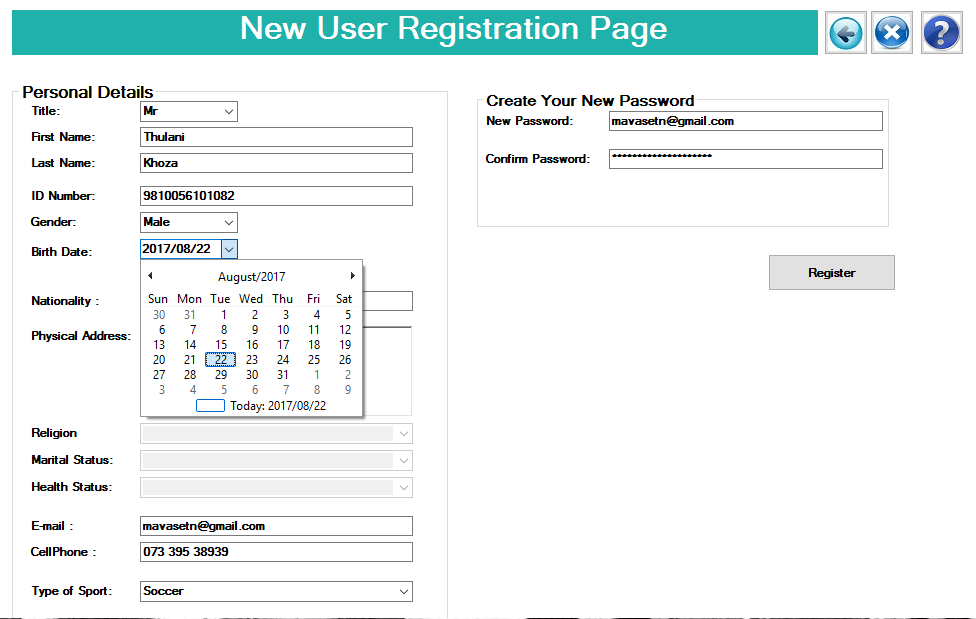 New User Registration Page
?
Personal Details
Title: Mr
First Name: Thulani
Last Name: Khoza
ID Number: 9810056101082
Gender: Male
Birth Date: 2017/08/22
August/2017
Sun Mon Tue Wed Thu Fri Sat
30 31 1 2 3 4 5
6 7 8 9 10 11 12
13 14 15 16 17 18 19
20 21 22 23 24 25 26
27 28 29 30 31 1 2
3 4 5 6 7 8 9
Today: 2017/08/22
Nationality :
Physical Address:
Religion
Marital Status:
Health Status:
E-mail : mavasetn@gmail.com
CellPhone : 073 395 38939
Type of Sport: Soccer
Create Your New Password
New Password: mavasetn@gmail.com
Confirm Password: ********************
Register